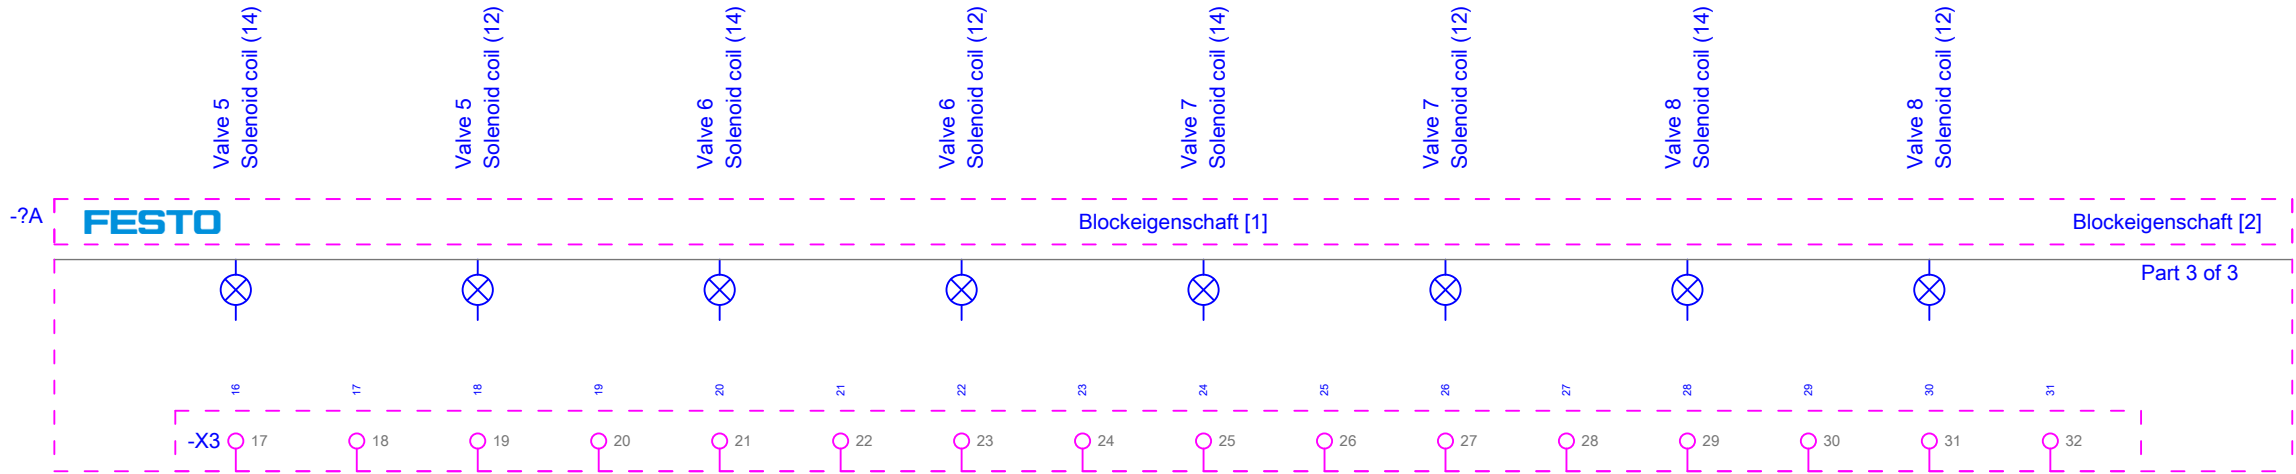 Valve 5
Solenoid coil (14)
Valve 5
Solenoid coil (12)
Valve 6
Solenoid coil (14)
Valve 6
Solenoid coil (12)
Valve 7
Solenoid coil (14)
Valve 7
Solenoid coil (12)
Valve 8
Solenoid coil (14)
Valve 8
Solenoid coil (12)
-?A FESTO Blockeigenschaft [1] Blockeigenschaft [2]
Part 3 of 3
16 17 18 19 20 21 22 23 24 25 26 27 28 29 30 31
-X3 17 18 19 20 21 22 23 24 25 26 27 28 29 30 31 32